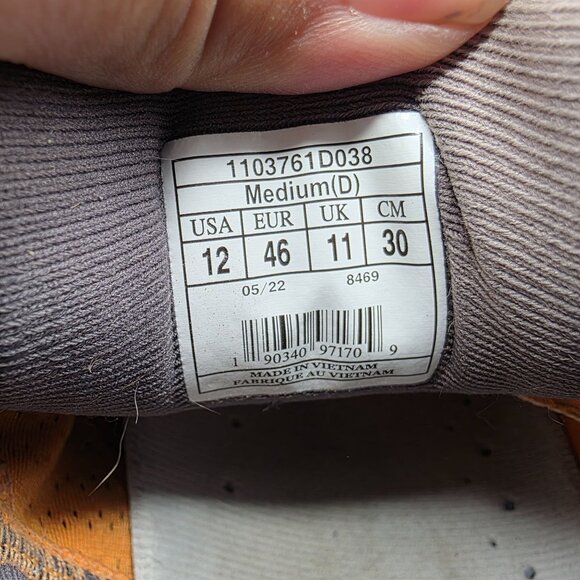 1103761D038
Medium(D)
USA EUR UK CM
12 46 11 30
05/22 8469
1 90340 97170 9
MADE IN VIETNAM
FABRIQUE AU VIETNAM